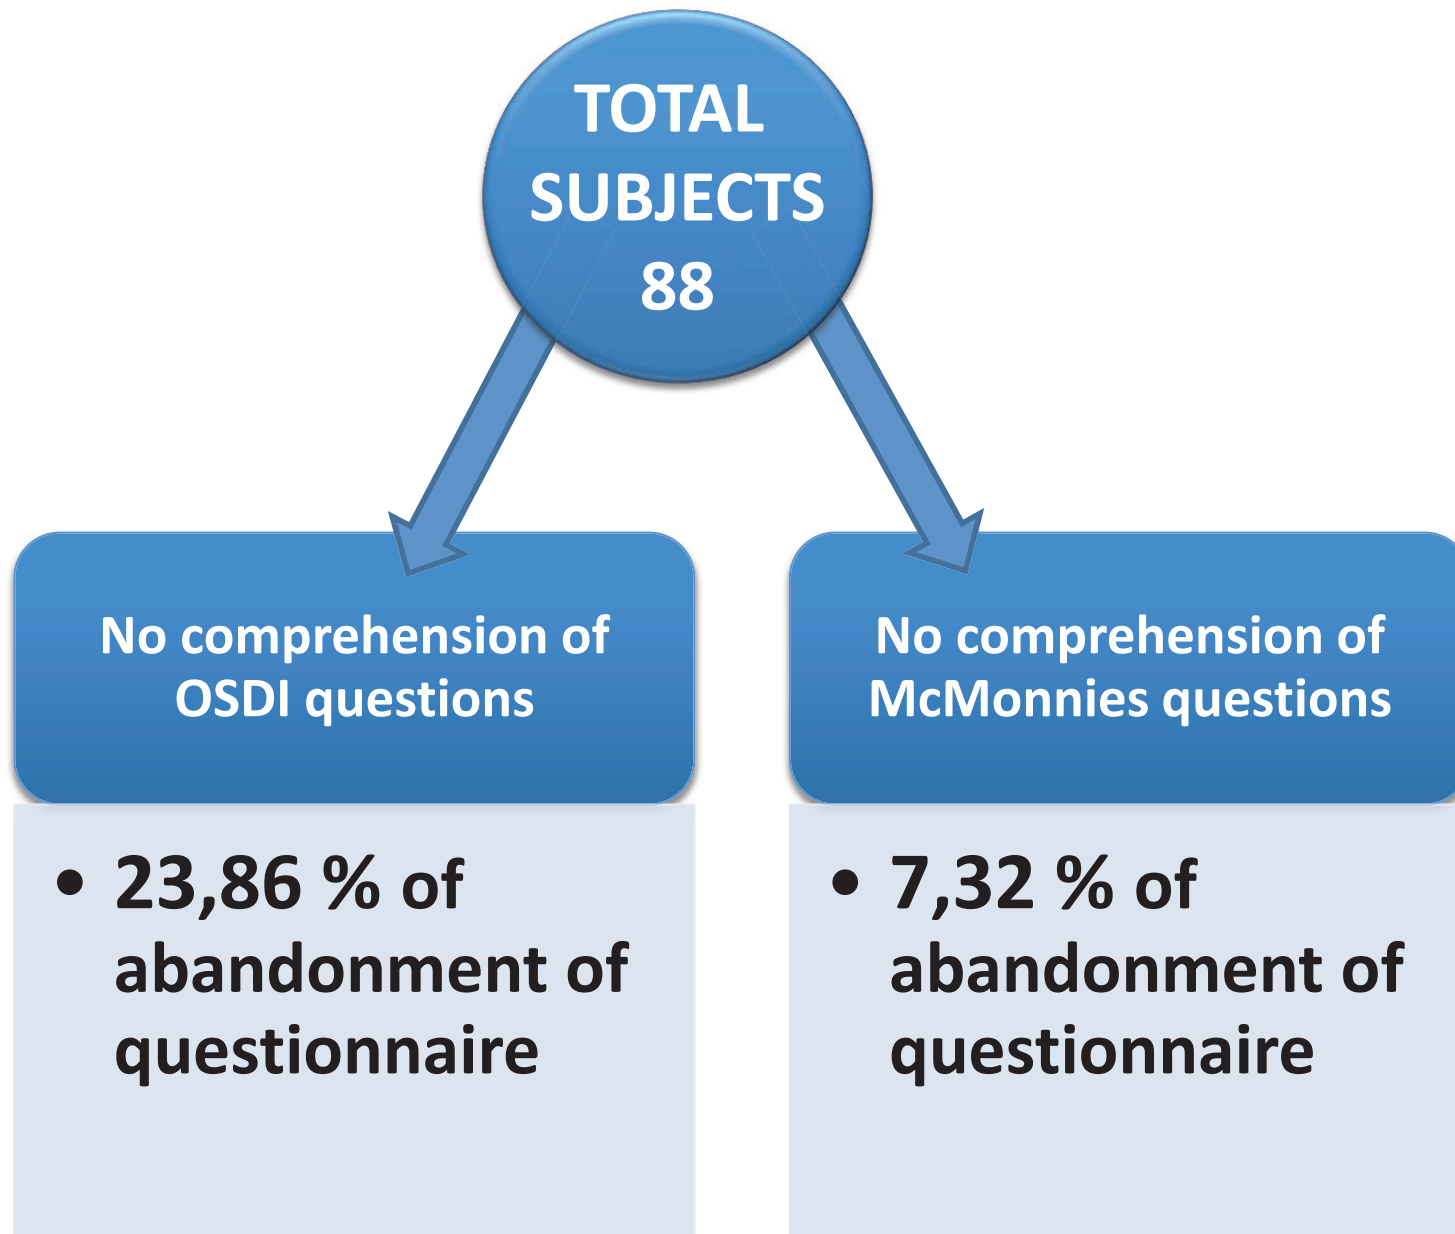 TOTAL
SUBJECTS
88
No comprehension of
OSDI questions
No comprehension of
McMonnies questions
• 23,86 % of
abandonment of
questionnaire
• 7,32 % of
abandonment of
questionnaire